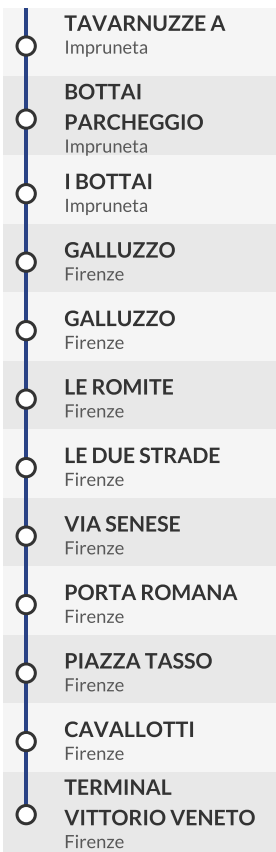 TAVARNUZZE A
Impruneta
BOTTAI
PARCHEGGIO
Impruneta
I BOTTAI
Impruneta
GALLUZZO
Firenze
GALLUZZO
Firenze
LE ROMITE
Firenze
LE DUE STRADE
Firenze
VIA SENESE
Firenze
PORTA ROMANA
Firenze
PIAZZA TASSO
Firenze
CAVALLOTTI
Firenze
TERMINAL
VITTORIO VENETO
Firenze